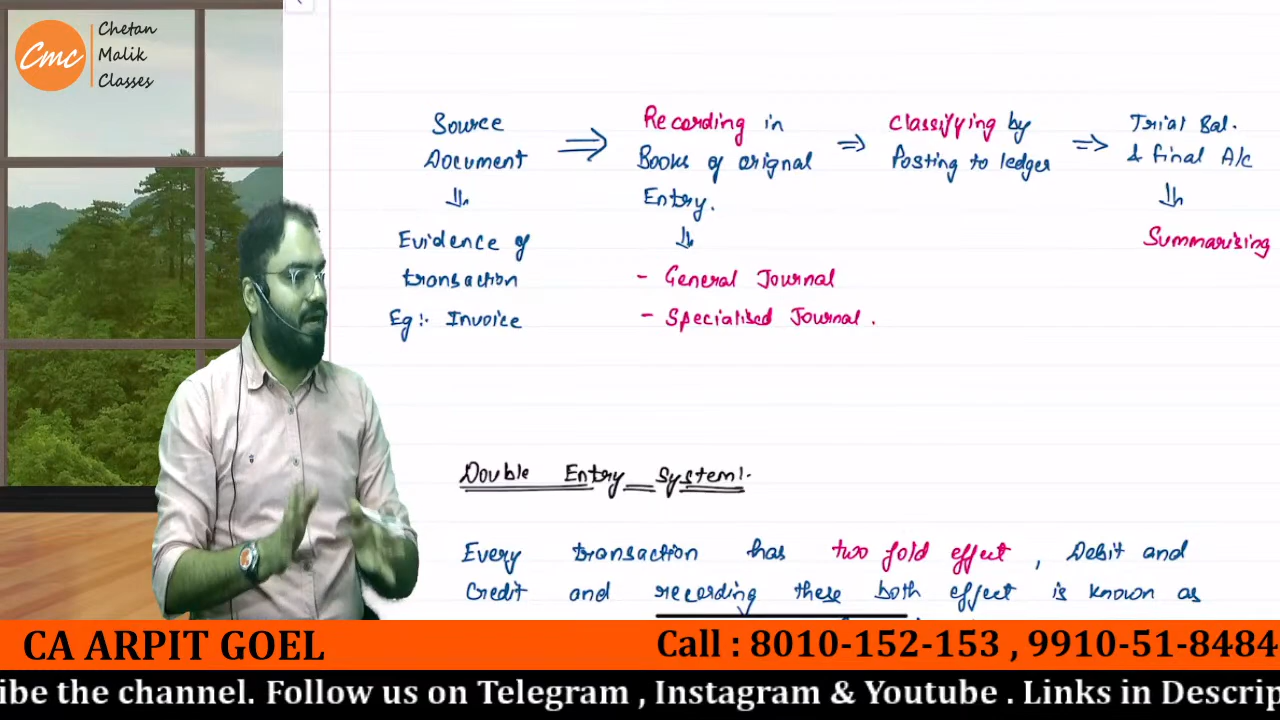 Cmc
Chetan
Malik
Classes
Source
Document
Evidence of
transaction
Eg:- Invoice
Recording in
Books of orignal
Entry.
- General Journal
- Specialised Journal.
Classifying by
Posting to ledger
Trial Bal.
& final A/c
Summarising
Double Entry System:-
Every transaction has two fold effect, Debit and
Credit and recording these both effect is known as
CA ARPIT GOEL
Call : 8010-152-153 , 9910-51-8484
ibe the channel. Follow us on Telegram , Instagram & Youtube . Links in Descrip